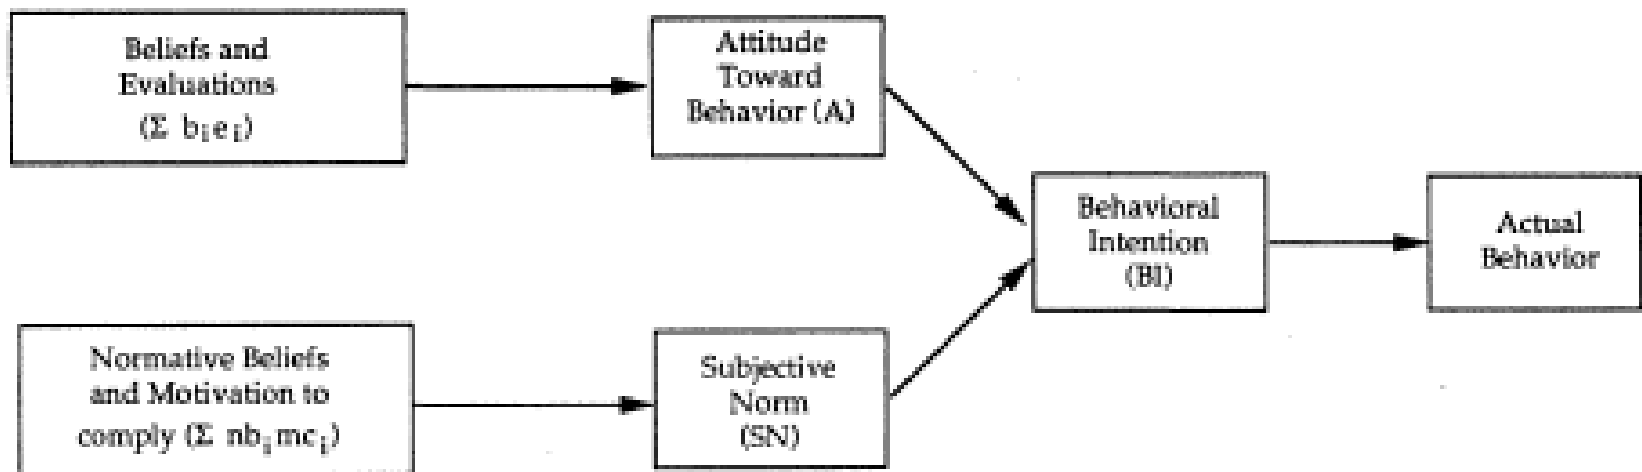 Beliefs and
Evaluations
(Σ bᵢeᵢ)
Attitude
Toward
Behavior (A)
Behavioral
Intention
(BI)
Actual
Behavior
Normative Beliefs
and Motivation to
comply (Σ nbᵢmcᵢ)
Subjective
Norm
(SN)